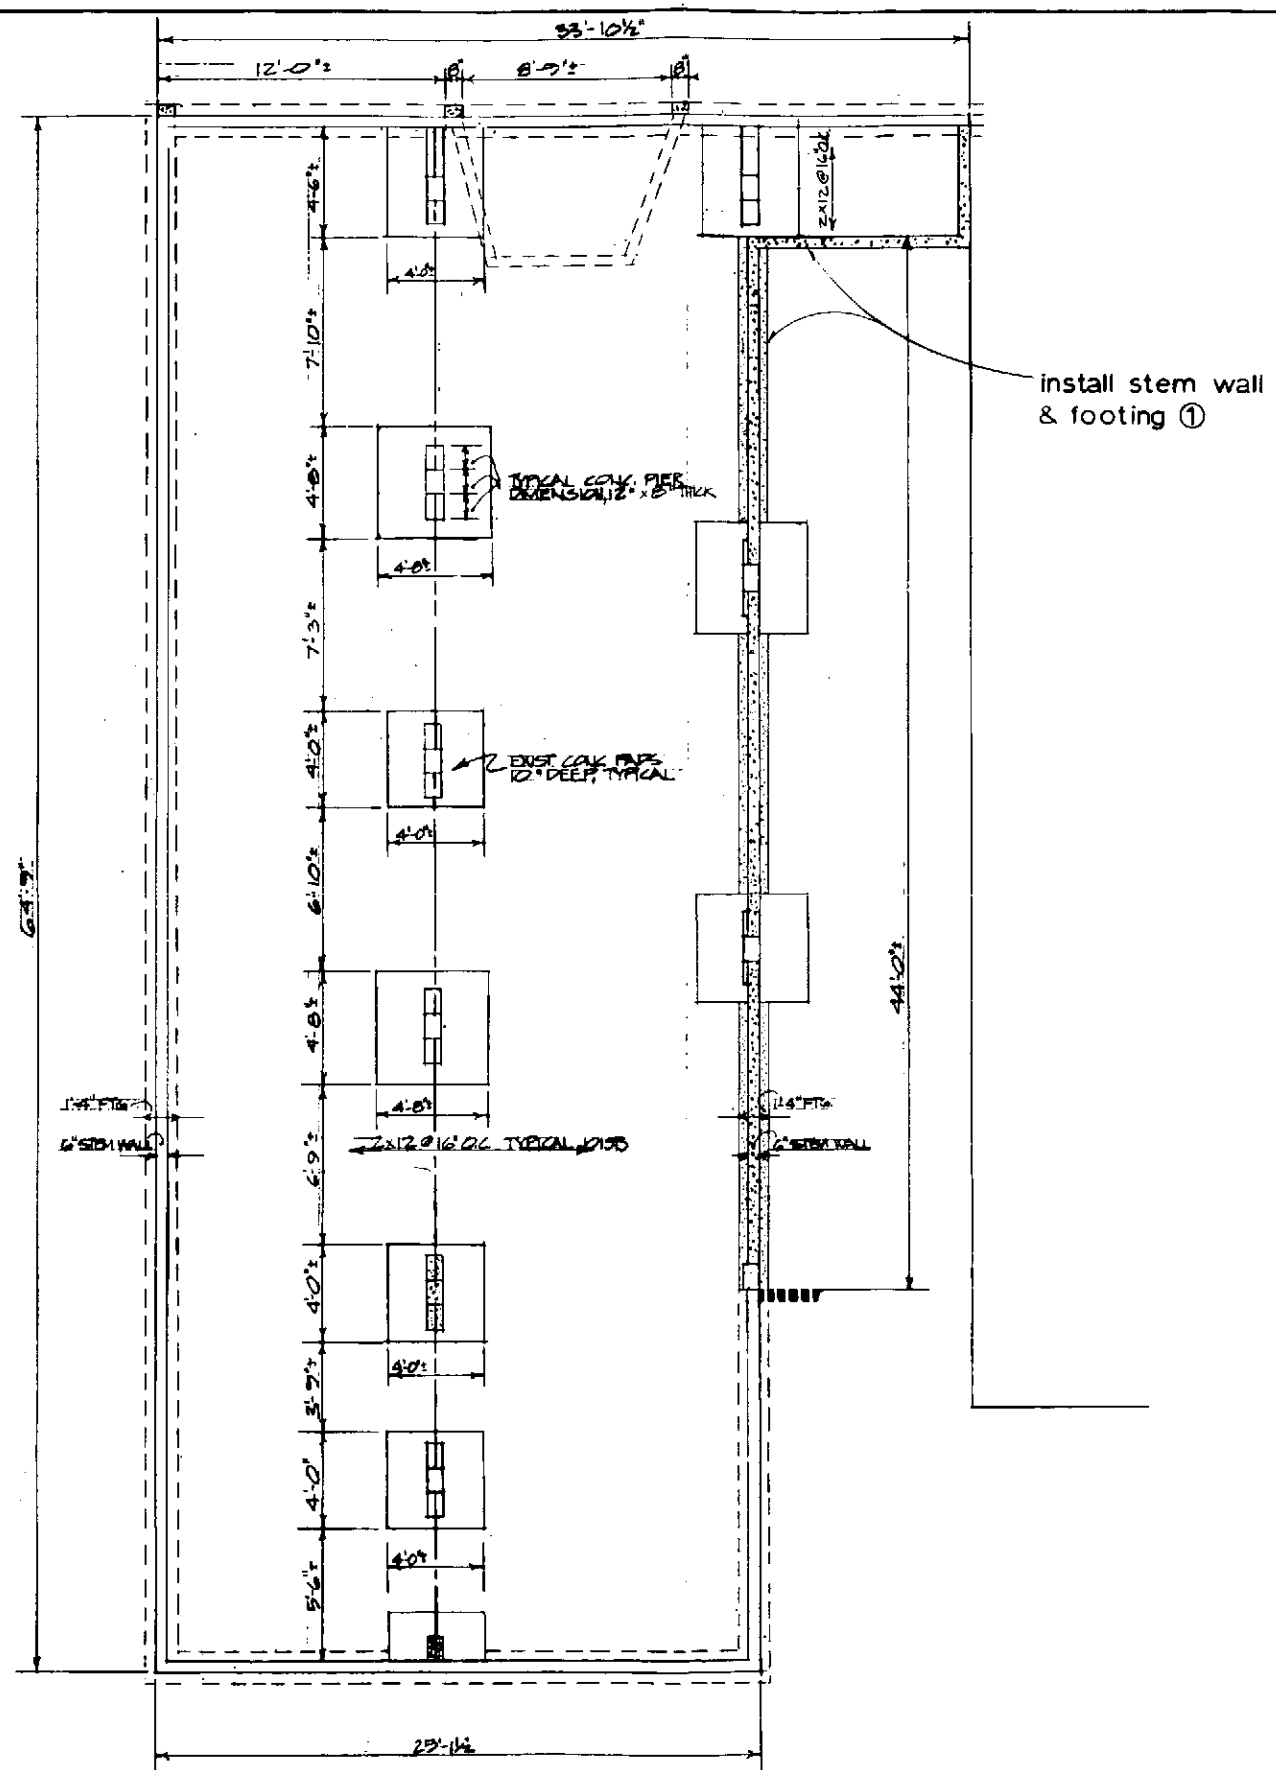 33'-10½"
12'-0"±
8"
8'-9"±
8"
4'-6"±
2x12 @ 16" O.C.
4'-0"±
7'-10"±
install stem wall
& footing ①
4'-8"±
TYPICAL CONC. PIER
DIMENSION, 12" x 8" THICK
4'-8"±
7'-3"±
4'-0"±
EXIST CONC PADS
10" DEEP, TYPICAL
4'-0"±
64'-9"
6'-10"±
44'-0"±
4'-8"±
1'-4" FTG
4'-8"±
1'-4" FTG
6" STEM WALL
2x12 @ 16" O.C. TYPICAL JOISTS
6" STEM WALL
6'-9"±
4'-0"±
4'-0"±
3'-9"±
4'-0"
4'-0"±
5'-6"±
25'-1½